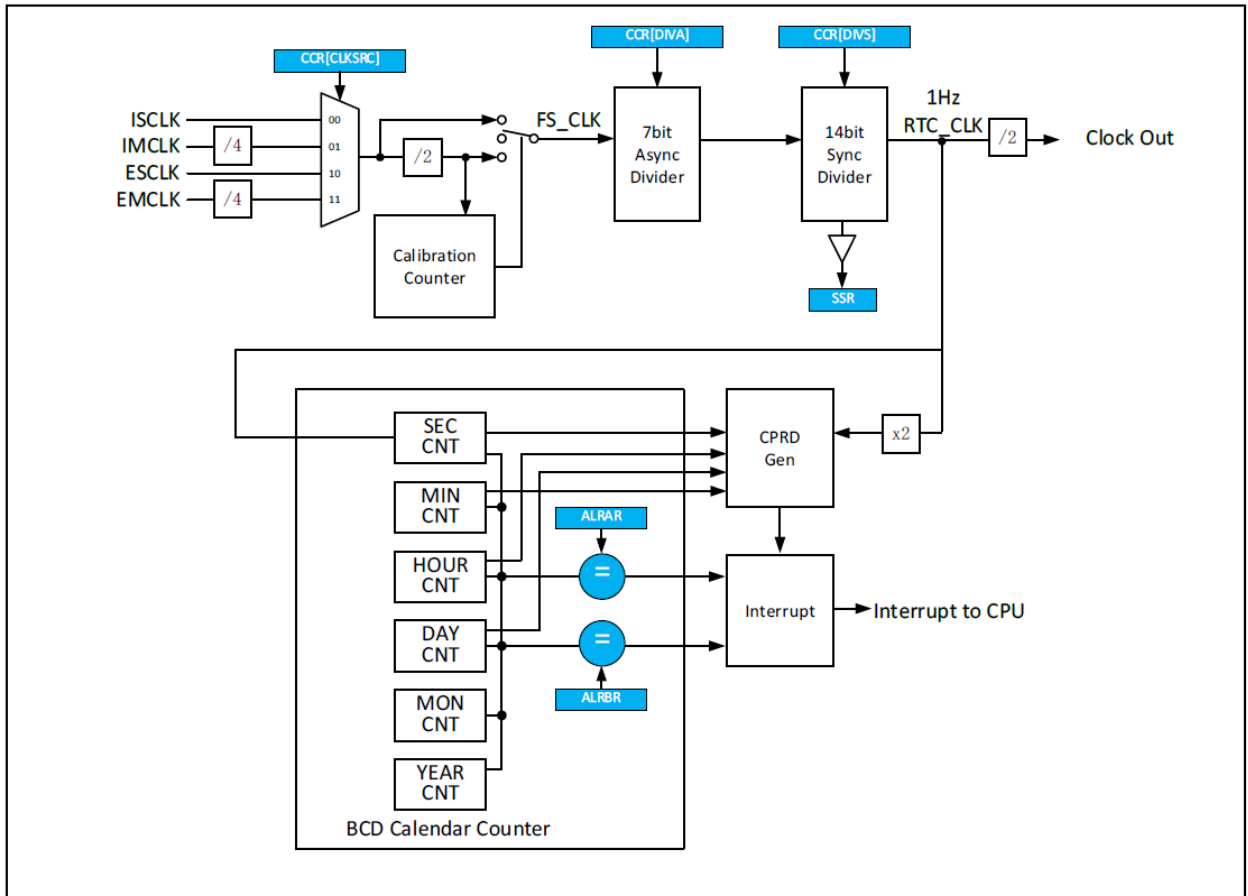 CCR[CLKSRC]
CCR[DIVA]
CCR[DIVS]
ISCLK
IMCLK
ESCLK
EMCLK
/4
/4
00
01
10
11
/2
FS_CLK
7bit
Async
Divider
14bit
Sync
Divider
1Hz
RTC_CLK
/2
Clock Out
Calibration
Counter
SSR
SEC
CNT
MIN
CNT
HOUR
CNT
DAY
CNT
MON
CNT
YEAR
CNT
BCD Calendar Counter
ALRAR
=
=
ALRBR
CPRD
Gen
x2
Interrupt
Interrupt to CPU